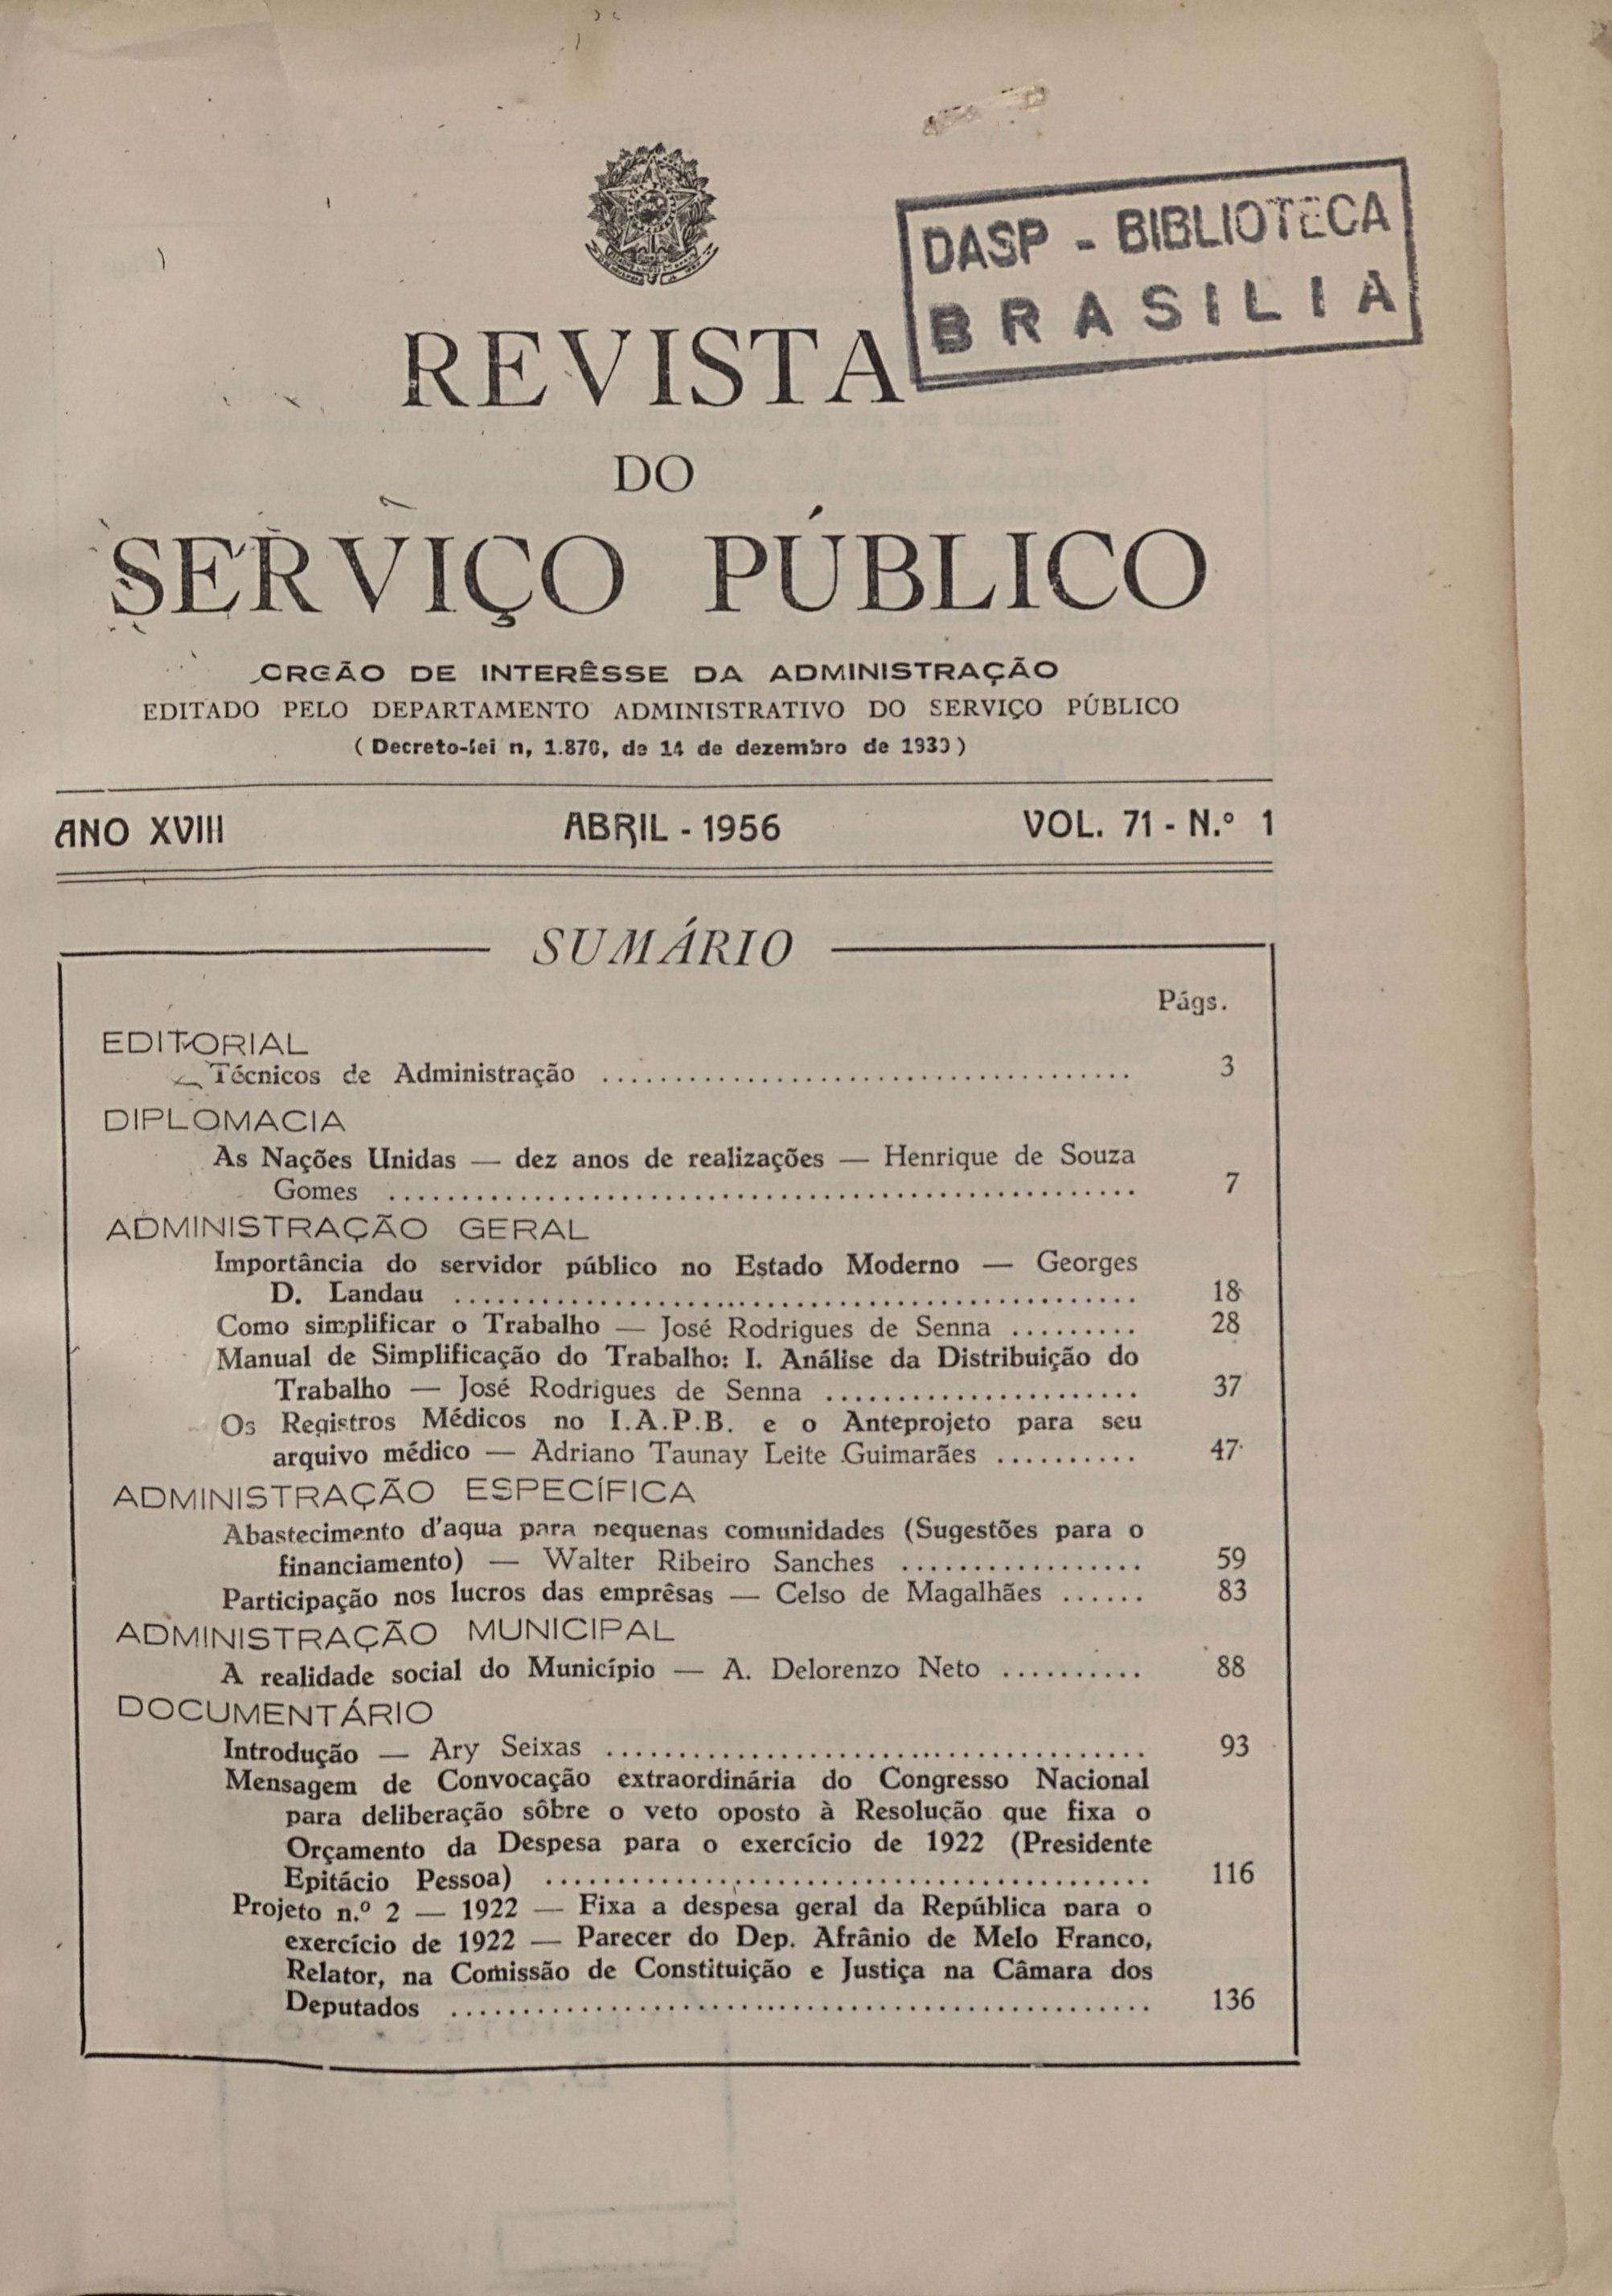 DASP - BIBLIOTECA
BRASILIA
REVISTA
DO
SERVIÇO PÚBLICO
ORGÃO DE INTERÊSSE DA ADMINISTRAÇÃO
EDITADO PELO DEPARTAMENTO ADMINISTRATIVO DO SERVIÇO PÚBLICO
( Decreto-lei n, 1.870, de 14 de dezembro de 1939 )
ANO XVIII ABRIL - 1956 VOL. 71 - N.º 1
SUMÁRIO
Págs.
EDITORIAL
Técnicos de Administração ........ 3
DIPLOMACIA
As Nações Unidas — dez anos de realizações — Henrique de Souza
Gomes ........ 7
ADMINISTRAÇÃO GERAL
Importância do servidor público no Estado Moderno — Georges
D. Landau ........ 18
Como simplificar o Trabalho — José Rodrigues de Senna ......... 28
Manual de Simplificação do Trabalho: I. Análise da Distribuição do
Trabalho — José Rodrigues de Senna ........ 37
Os Registros Médicos no I.A.P.B. e o Anteprojeto para seu
arquivo médico — Adriano Taunay Leite Guimarães .......... 47
ADMINISTRAÇÃO ESPECÍFICA
Abastecimento d'agua para pequenas comunidades (Sugestões para o
financiamento) — Walter Ribeiro Sanches ........ 59
Participação nos lucros das emprêsas — Celso de Magalhães ...... 83
ADMINISTRAÇÃO MUNICIPAL
A realidade social do Município — A. Delorenzo Neto .......... 88
DOCUMENTÁRIO
Introdução — Ary Seixas ........ 93
Mensagem de Convocação extraordinária do Congresso Nacional
para deliberação sôbre o veto oposto à Resolução que fixa o
Orçamento da Despesa para o exercício de 1922 (Presidente
Epitácio Pessoa) ........ 116
Projeto n.º 2 — 1922 — Fixa a despesa geral da República para o
exercício de 1922 — Parecer do Dep. Afrânio de Melo Franco,
Relator, na Comissão de Constituição e Justiça na Câmara dos
Deputados ........ 136